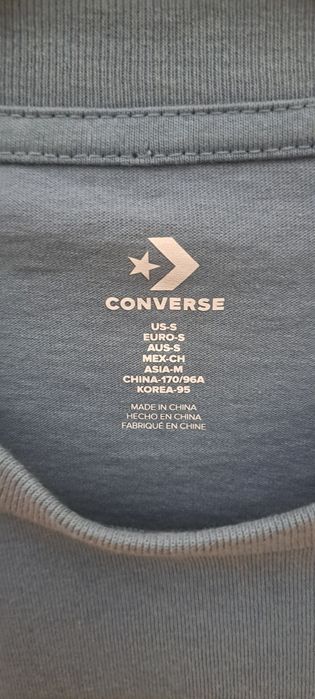 CONVERSE
US-S
EURO-S
AUS-S
MEX-CH
ASIA-M
CHINA-170/96A
KOREA-95
MADE IN CHINA
HECHO EN CHINA
FABRIQUÉ EN CHINE